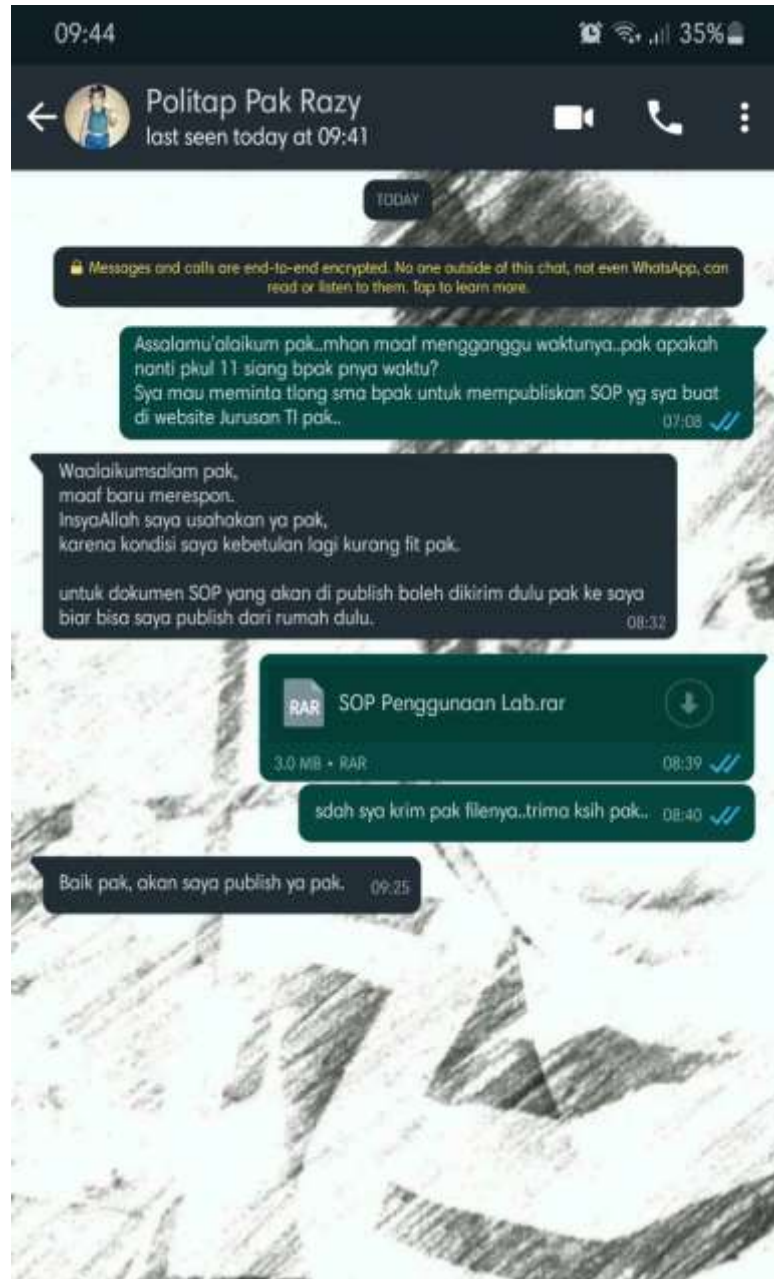 09:44
35%
Politap Pak Razy
last seen today at 09:41
TODAY
Messages and calls are end-to-end encrypted. No one outside of this chat, not even WhatsApp, can
read or listen to them. Tap to learn more.
Assalamu'alaikum pak..mhon maaf mengganggu waktunya..pak apakah
nanti pkul 11 siang bpak pnya waktu?
Sya mau meminta tlong sma bpak untuk mempubliskan SOP yg sya buat
di website Jurusan TI pak..
07:08
Waalaikumsalam pak,
maaf baru merespon.
InsyaAllah saya usahakan ya pak,
karena kondisi saya kebetulan lagi kurang fit pak.
untuk dokumen SOP yang akan di publish boleh dikirim dulu pak ke saya
biar bisa saya publish dari rumah dulu.
08:32
RAR
SOP Penggunaan Lab.rar
3.0 MB • RAR
08:39
sdah sya krim pak filenya..trima ksih pak..
08:40
Baik pak, akan saya publish ya pak.
09:25